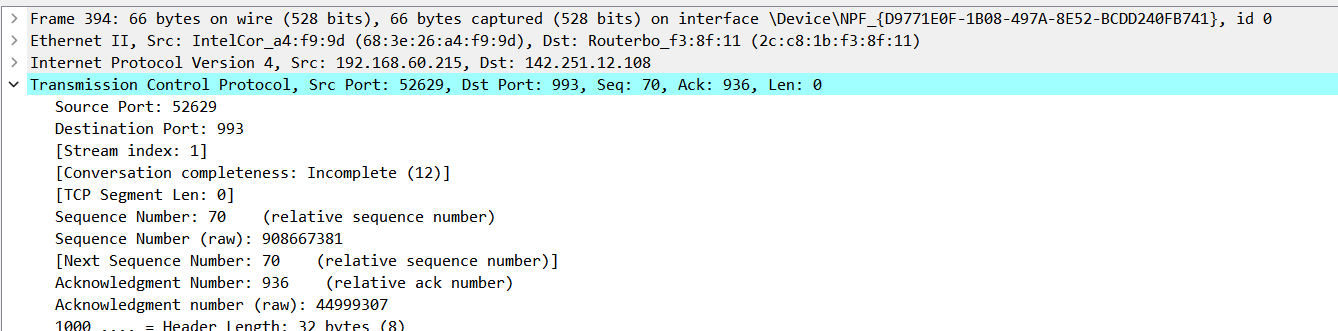 Frame 394: 66 bytes on wire (528 bits), 66 bytes captured (528 bits) on interface \Device\NPF_{D9771E0F-1B08-497A-8E52-BCDD240FB741}, id 0
Ethernet II, Src: IntelCor_a4:f9:9d (68:3e:26:a4:f9:9d), Dst: Routerbo_f3:8f:11 (2c:c8:1b:f3:8f:11)
Internet Protocol Version 4, Src: 192.168.60.215, Dst: 142.251.12.108
Transmission Control Protocol, Src Port: 52629, Dst Port: 993, Seq: 70, Ack: 936, Len: 0
Source Port: 52629
Destination Port: 993
[Stream index: 1]
[Conversation completeness: Incomplete (12)]
[TCP Segment Len: 0]
Sequence Number: 70    (relative sequence number)
Sequence Number (raw): 908667381
[Next Sequence Number: 70    (relative sequence number)]
Acknowledgment Number: 936    (relative ack number)
Acknowledgment number (raw): 44999307
1000 .... = Header Length: 32 bytes (8)